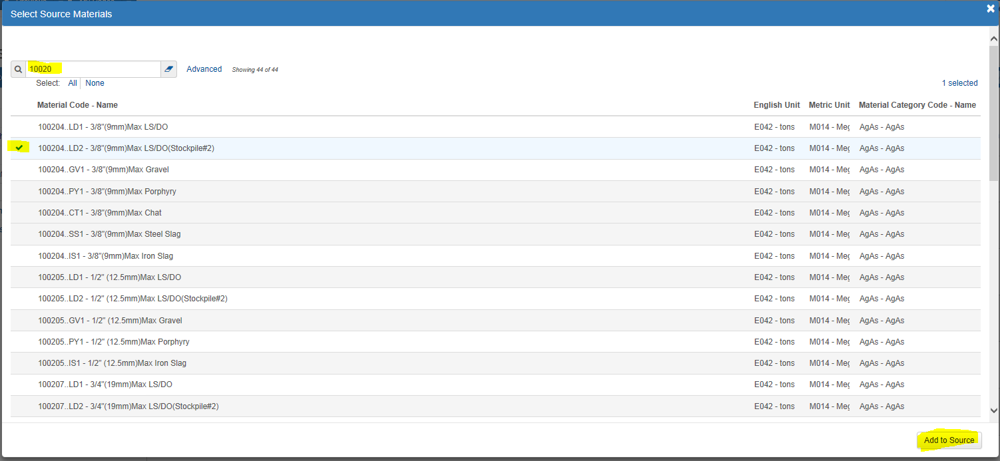 Select Source Materials
10020 Advanced Showing 44 of 44
Select: All None 1 selected
Material Code - Name English Unit Metric Unit Material Category Code - Name
100204..LD1 - 3/8"(9mm)Max LS/DO E042 - tons M014 - Meg AgAs - AgAs
100204..LD2 - 3/8"(9mm)Max LS/DO(Stockpile#2) E042 - tons M014 - Meg AgAs - AgAs
100204..GV1 - 3/8"(9mm)Max Gravel E042 - tons M014 - Meg AgAs - AgAs
100204..PY1 - 3/8"(9mm)Max Porphyry E042 - tons M014 - Meg AgAs - AgAs
100204..CT1 - 3/8"(9mm)Max Chat E042 - tons M014 - Meg AgAs - AgAs
100204..SS1 - 3/8"(9mm)Max Steel Slag E042 - tons M014 - Meg AgAs - AgAs
100204..IS1 - 3/8"(9mm)Max Iron Slag E042 - tons M014 - Meg AgAs - AgAs
100205..LD1 - 1/2" (12.5mm)Max LS/DO E042 - tons M014 - Meg AgAs - AgAs
100205..LD2 - 1/2" (12.5mm)Max LS/DO(Stockpile#2) E042 - tons M014 - Meg AgAs - AgAs
100205..GV1 - 1/2" (12.5mm)Max Gravel E042 - tons M014 - Meg AgAs - AgAs
100205..PY1 - 1/2" (12.5mm)Max Porphyry E042 - tons M014 - Meg AgAs - AgAs
100205..IS1 - 1/2" (12.5mm)Max Iron Slag E042 - tons M014 - Meg AgAs - AgAs
100207..LD1 - 3/4"(19mm)Max LS/DO E042 - tons M014 - Meg AgAs - AgAs
100207..LD2 - 3/4"(19mm)Max LS/DO(Stockpile#2) E042 - tons M014 - Meg AgAs - AgAs
Add to Source